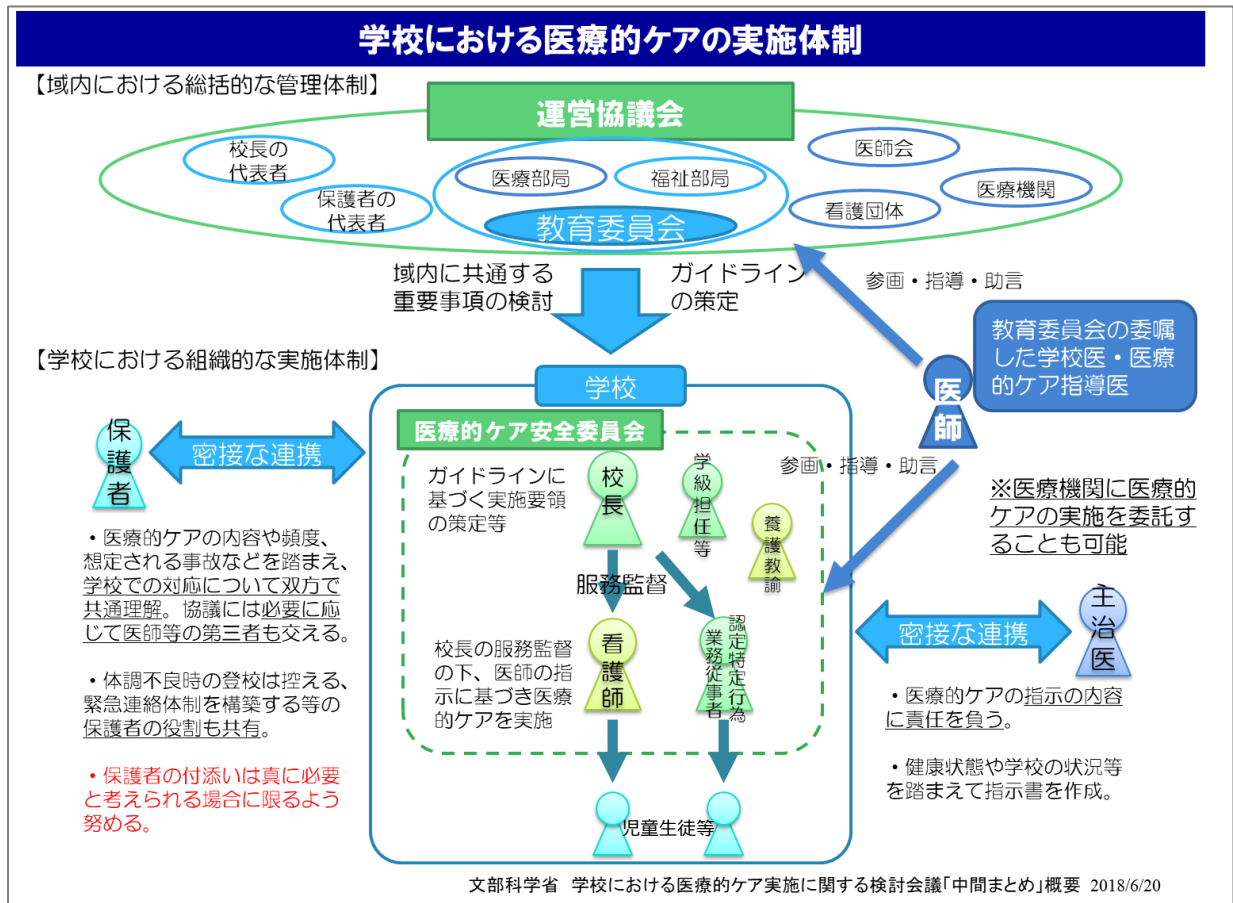 学校における医療的ケアの実施体制
【域内における総括的な管理体制】
運営協議会
校長の
代表者
保護者の
代表者
医療部局
福祉部局
教育委員会
医師会
看護団体
医療機関
域内に共通する
重要事項の検討
ガイドライン
の策定
参画・指導・助言
教育委員会の委嘱
した学校医・医療
的ケア指導医
医師
【学校における組織的な実施体制】
学校
医療的ケア安全委員会
保護者
密接な連携
ガイドラインに
基づく実施要領
の策定等
校長
学級担任等
養護教諭
参画・指導・助言
※医療機関に医療的
ケアの実施を委託す
ることも可能
・医療的ケアの内容や頻度、
想定される事故などを踏まえ、
学校での対応について双方で
共通理解。協議には必要に応
じて医師等の第三者も交える。
・体調不良時の登校は控える、
緊急連絡体制を構築する等の
保護者の役割も共有。
・保護者の付添いは真に必要
と考えられる場合に限るよう
努める。
服務監督
校長の服務監督
の下、医師の指
示に基づき医療
的ケアを実施
看護師
認定特定行為
業務従事者
密接な連携
主治医
・医療的ケアの指示の内容
に責任を負う。
・健康状態や学校の状況等
を踏まえて指示書を作成。
児童生徒等
文部科学省 学校における医療的ケア実施に関する検討会議「中間まとめ」概要 2018/6/20